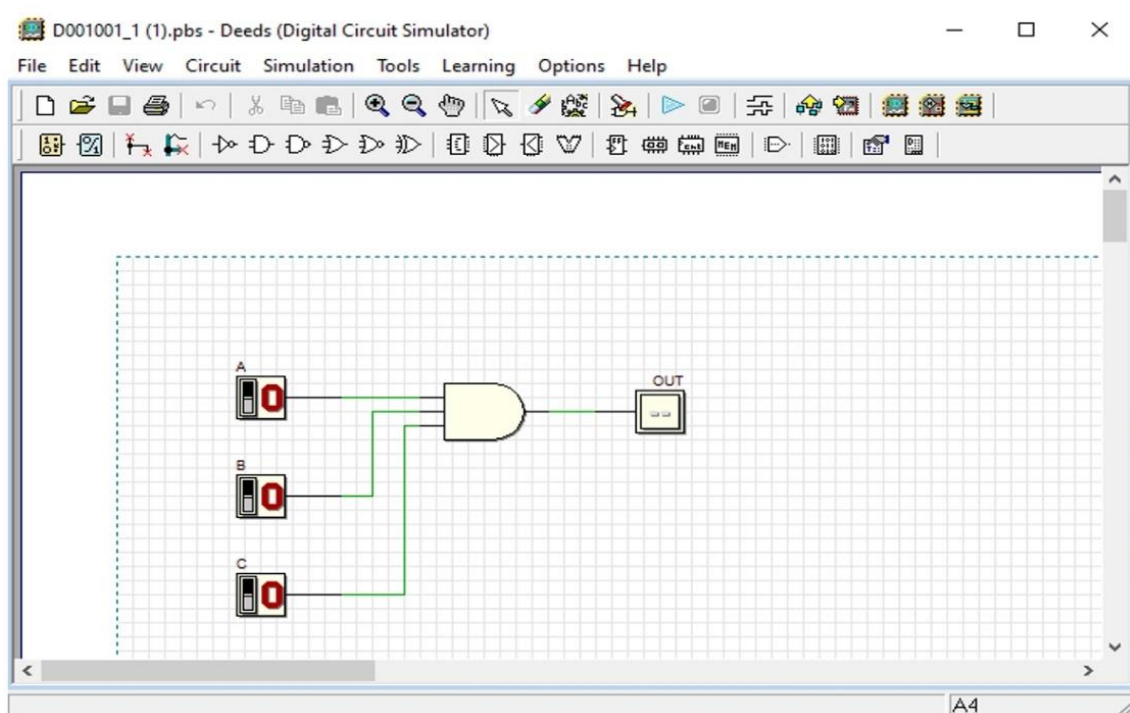 D001001_1 (1).pbs - Deeds (Digital Circuit Simulator)
File Edit View Circuit Simulation Tools Learning Options Help
A
0
OUT
--
B
0
C
0
A4